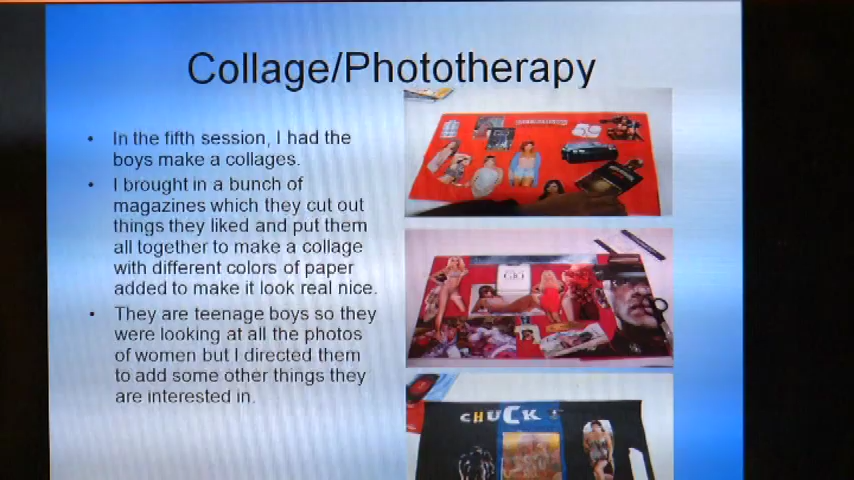 Collage/Phototherapy
• In the fifth session, I had the
boys make a collages.
• I brought in a bunch of
magazines which they cut out
things they liked and put them
all together to make a collage
with different colors of paper
added to make it look real nice.
• They are teenage boys so they
were looking at all the photos
of women but I directed them
to add some other things they
are interested in.
CHUCK